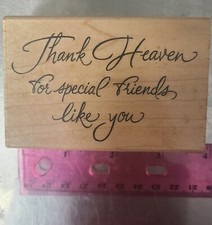 Thank Heaven
for special friends
like you